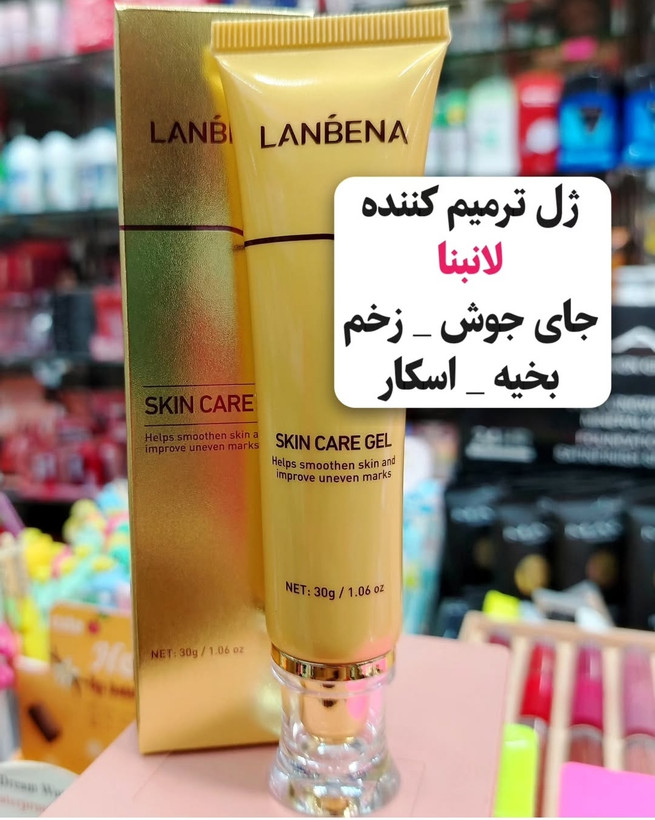 LANBENA
SKIN CARE GEL
Helps smoothen skin and
improve uneven marks
NET: 30g / 1.06 oz
SKIN CARE
Helps smoothen skin a
improve uneven marks
NET: 30g / 1.06 oz
ژل ترمیم کننده
لانبنا
جای جوش _ زخم
بخیه _ اسکار